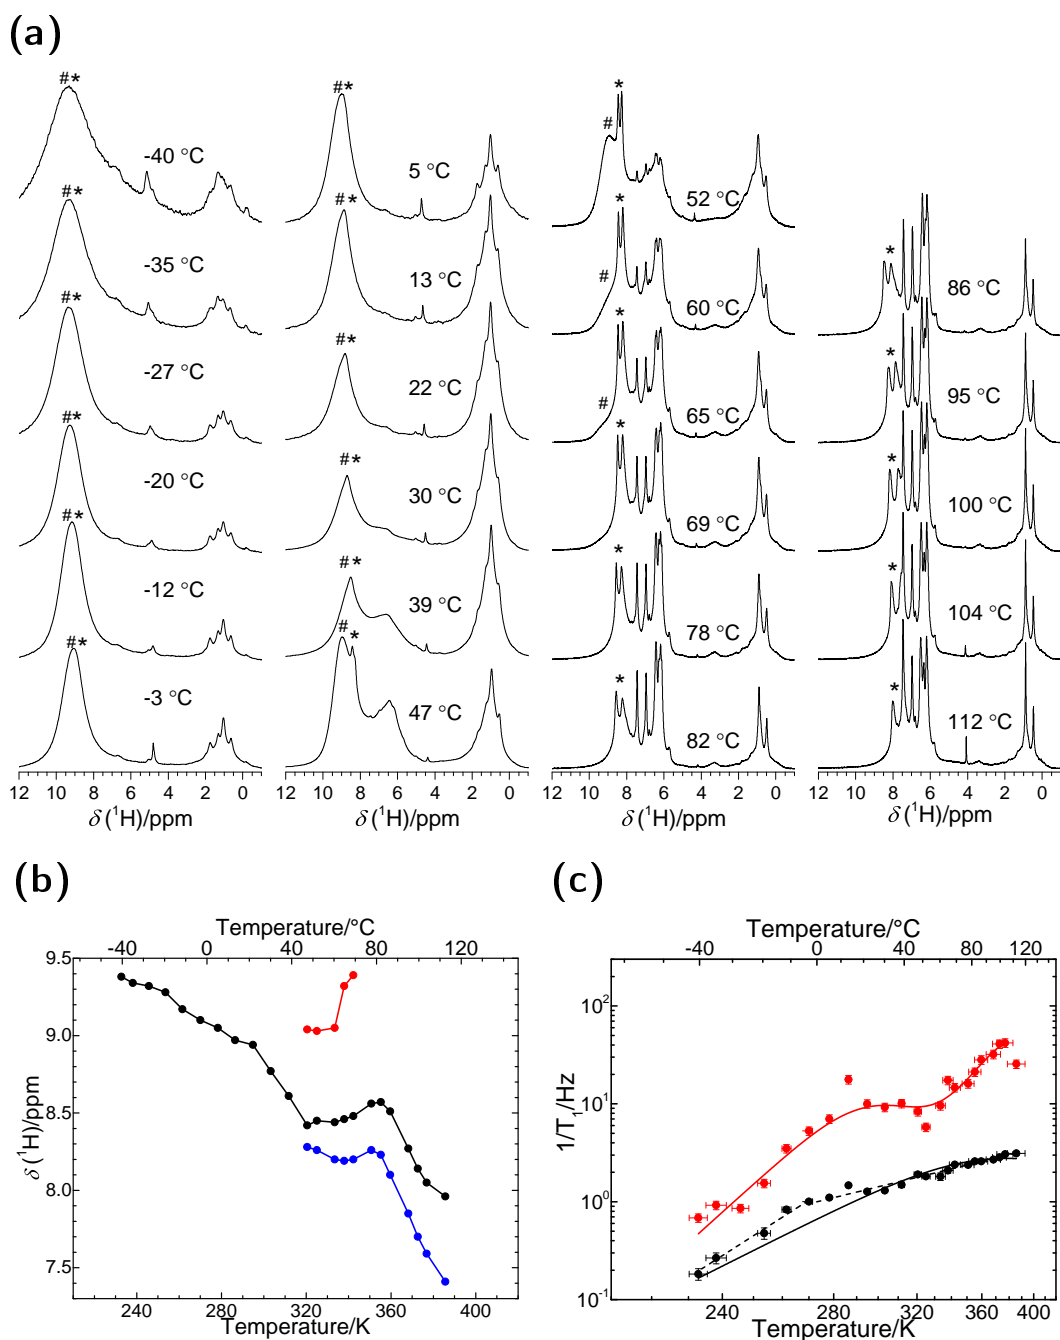 (a)
#*
-40 °C
#*
-35 °C
#*
-27 °C
#*
-20 °C
#*
-12 °C
#*
-3 °C
12 10 8 6 4 2 0
δ(¹H)/ppm
#*
5 °C
#*
13 °C
#*
22 °C
#*
30 °C
#*
39 °C
# *
47 °C
12 10 8 6 4 2 0
δ(¹H)/ppm
# *
52 °C
# *
60 °C
# *
65 °C
*
69 °C
*
78 °C
*
82 °C
12 10 8 6 4 2 0
δ(¹H)/ppm
*
86 °C
*
95 °C
*
100 °C
*
104 °C
*
112 °C
12 10 8 6 4 2 0
δ(¹H)/ppm
(b)
Temperature/°C
-40 0 40 80 120
9.5
9.0
8.5
8.0
7.5
δ(¹H)/ppm
240 280 320 360 400
Temperature/K
(c)
Temperature/°C
-40 0 40 80 120
10²
10¹
10⁰
10⁻¹
1/T₁/Hz
240 280 320 360 400
Temperature/K